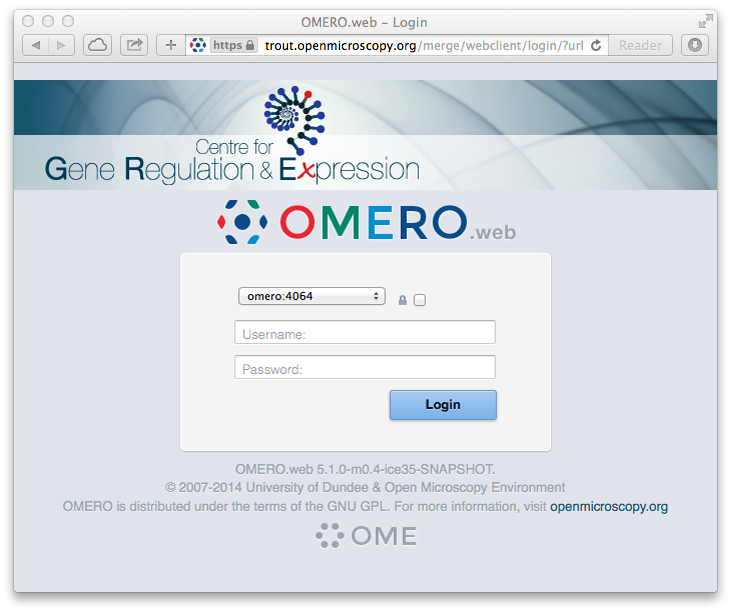 OMERO.web – Login
https trout.openmicroscopy.org/merge/webclient/login/?url
Reader
Centre for
Gene Regulation & Expression
OMERO.web
omero:4064
Username:
Password:
Login
OMERO.web 5.1.0-m0.4-ice35-SNAPSHOT.
© 2007-2014 University of Dundee & Open Microscopy Environment
OMERO is distributed under the terms of the GNU GPL. For more information, visit openmicroscopy.org
OME